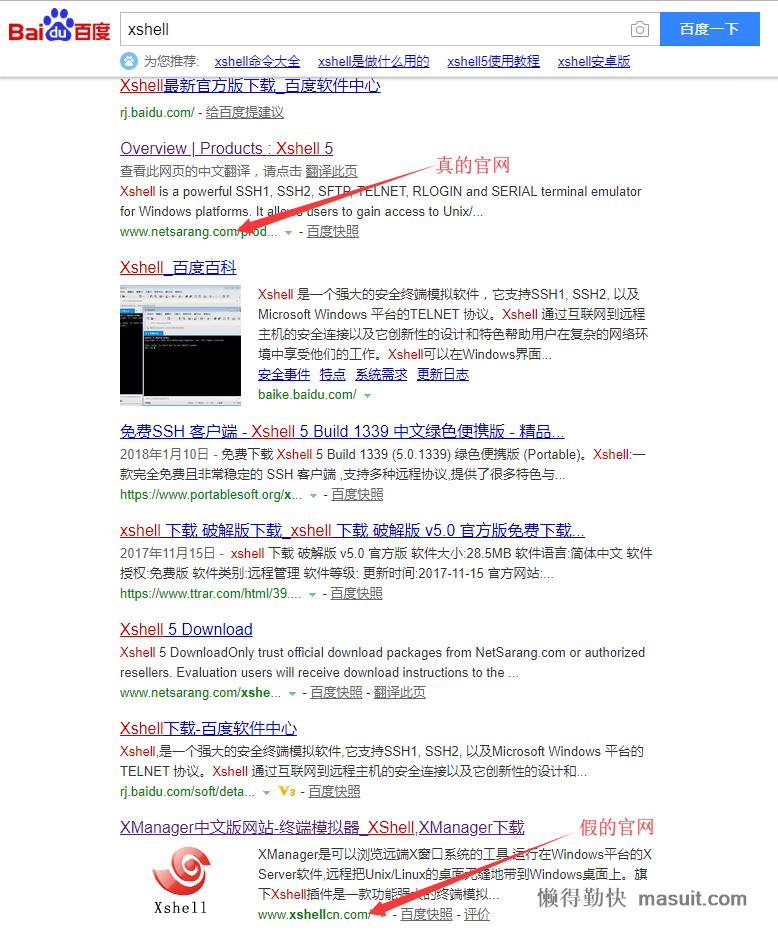 Baidu百度 xshell 百度一下
为您推荐: xshell命令大全 xshell是做什么用的 xshell5使用教程 xshell安卓版
Xshell最新官方版下载_百度软件中心
rj.baidu.com/ - 给百度提建议
Overview | Products : Xshell 5
真的官网
查看此网页的中文翻译，请点击 翻译此页
Xshell is a powerful SSH1, SSH2, SFTP, TELNET, RLOGIN and SERIAL terminal emulator
for Windows platforms. It allows users to gain access to Unix/...
www.netsarang.com/prod... - 百度快照
Xshell_百度百科
Xshell 是一个强大的安全终端模拟软件，它支持SSH1, SSH2, 以及
Microsoft Windows 平台的TELNET 协议。Xshell 通过互联网到远程
主机的安全连接以及它创新性的设计和特色帮助用户在复杂的网络环
境中享受他们的工作。Xshell可以在Windows界面...
安全事件 特点 系统需求 更新日志
baike.baidu.com/
免费SSH 客户端 - Xshell 5 Build 1339 中文绿色便携版 - 精品...
2018年1月10日 - 免费下载 Xshell 5 Build 1339 (5.0.1339) 绿色便携版 (Portable)。Xshell:一
款完全免费且非常稳定的 SSH 客户端 ,支持多种远程协议,提供了很多特色与...
https://www.portablesoft.org/x... - 百度快照
xshell 下载 破解版下载_xshell 下载 破解版 v5.0 官方版免费下载...
2017年11月15日 - xshell 下载 破解版 v5.0 官方版 软件大小:28.5MB 软件语言:简体中文 软件
授权:免费版 软件类别:远程管理 软件等级: 更新时间:2017-11-15 官方网站:...
https://www.ttrar.com/html/39.... - 百度快照
Xshell 5 Download
Xshell 5 DownloadOnly trust official download packages from NetSarang.com or authorized
resellers. Evaluation users will receive download instructions to the ...
www.netsarang.com/xshe... - 百度快照 - 翻译此页
Xshell下载-百度软件中心
Xshell,是一个强大的安全终端模拟软件,它支持SSH1, SSH2, 以及Microsoft Windows 平台的
TELNET 协议。Xshell 通过互联网到远程主机的安全连接以及它创新性的设计和...
rj.baidu.com/soft/deta... V3 - 百度快照
XManager中文版网站-终端模拟器_XShell,XManager下载
假的官网
XManager是可以浏览远端X窗口系统的工具,运行在Windows平台的X
Server软件,远程把Unix/Linux的桌面无缝地带到Windows桌面上。旗
下Xshell插件是一款功能强大的终端模拟...
Xshell
www.xshellcn.com/ - 百度快照 - 评价
懒得勤快 masuit.com